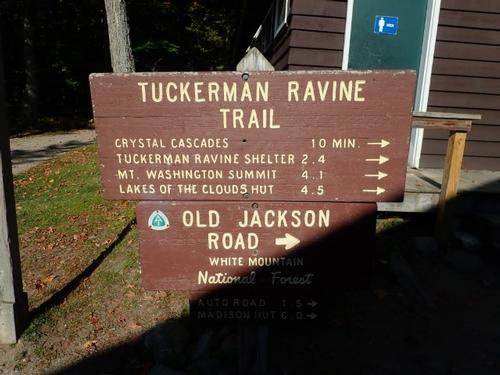 MEN
TUCKERMAN RAVINE
TRAIL
CRYSTAL CASCADES 10 MIN. →
TUCKERMAN RAVINE SHELTER 2.4 →
MT. WASHINGTON SUMMIT 4.1 →
LAKES OF THE CLOUDS HUT 4.5 →
OLD JACKSON
ROAD →
WHITE MOUNTAIN
National Forest
AUTO ROAD 1.5 →
MADISON HUT 6.0 →